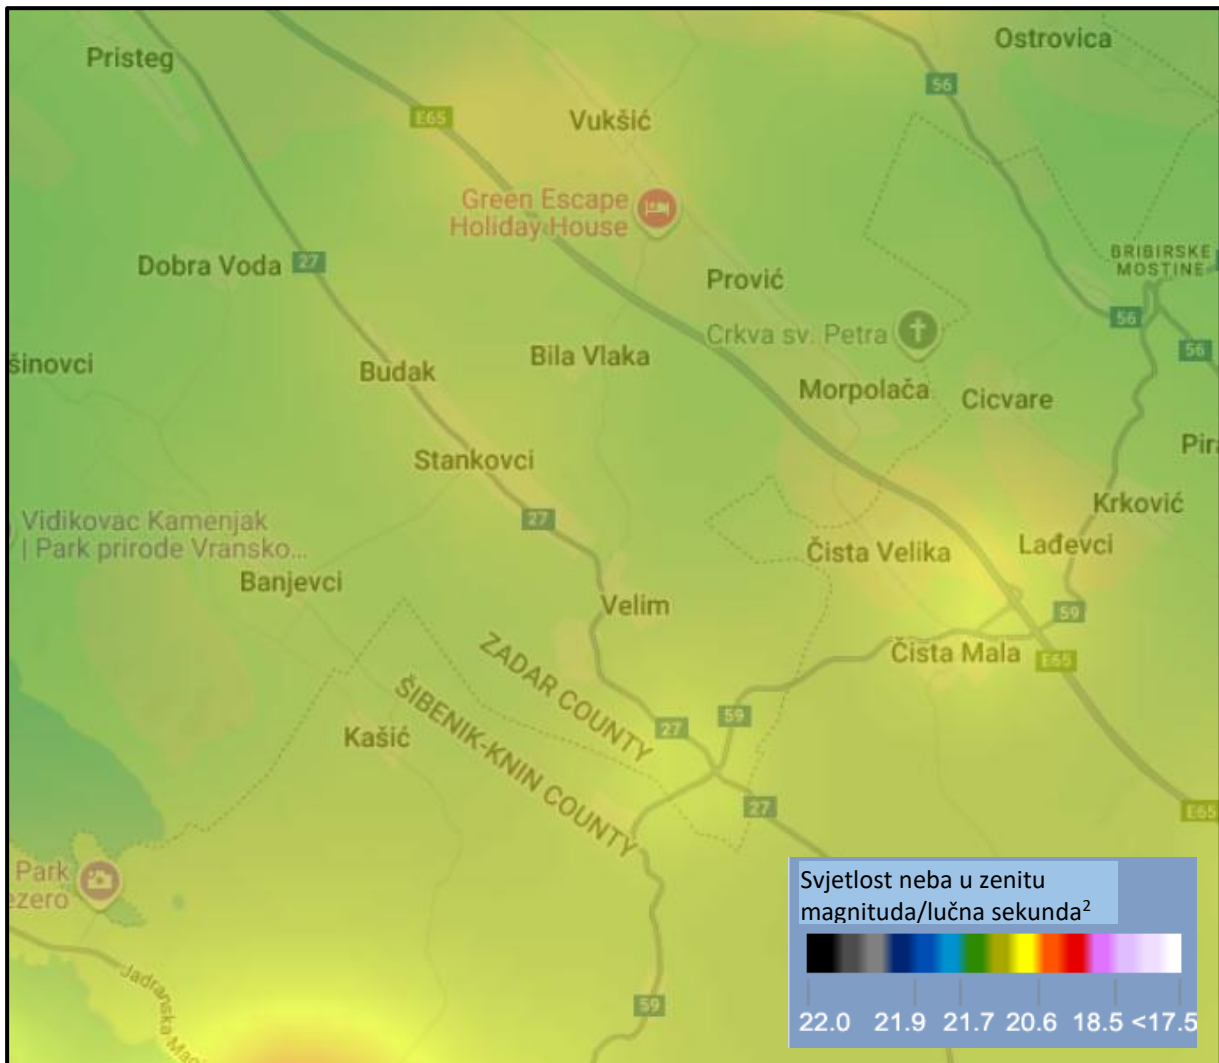 Ostrovica
Pristeg
56
E65
Vukšić
Green Escape
Holiday House
BRIBIRSKE
MOSTINE
Dobra Voda
27
Prović
56
Crkva sv. Petra
56
šinovci
Budak
Bila Vlaka
Morpolača
Cicvare
Pira
Stankovci
Krković
27
Vidikovac Kamenjak
| Park prirode Vransko...
Čista Velika
Lađevci
Banjevci
Velim
59
Čista Mala
E65
ZADAR COUNTY
ŠIBENIK-KNIN COUNTY
59
27
Kašić
27
E65
Park
ezero
Jadranska Mag
59
Svjetlost neba u zenitu
magnituda/lučna sekunda²
22.0 21.9 21.7 20.6 18.5 <17.5